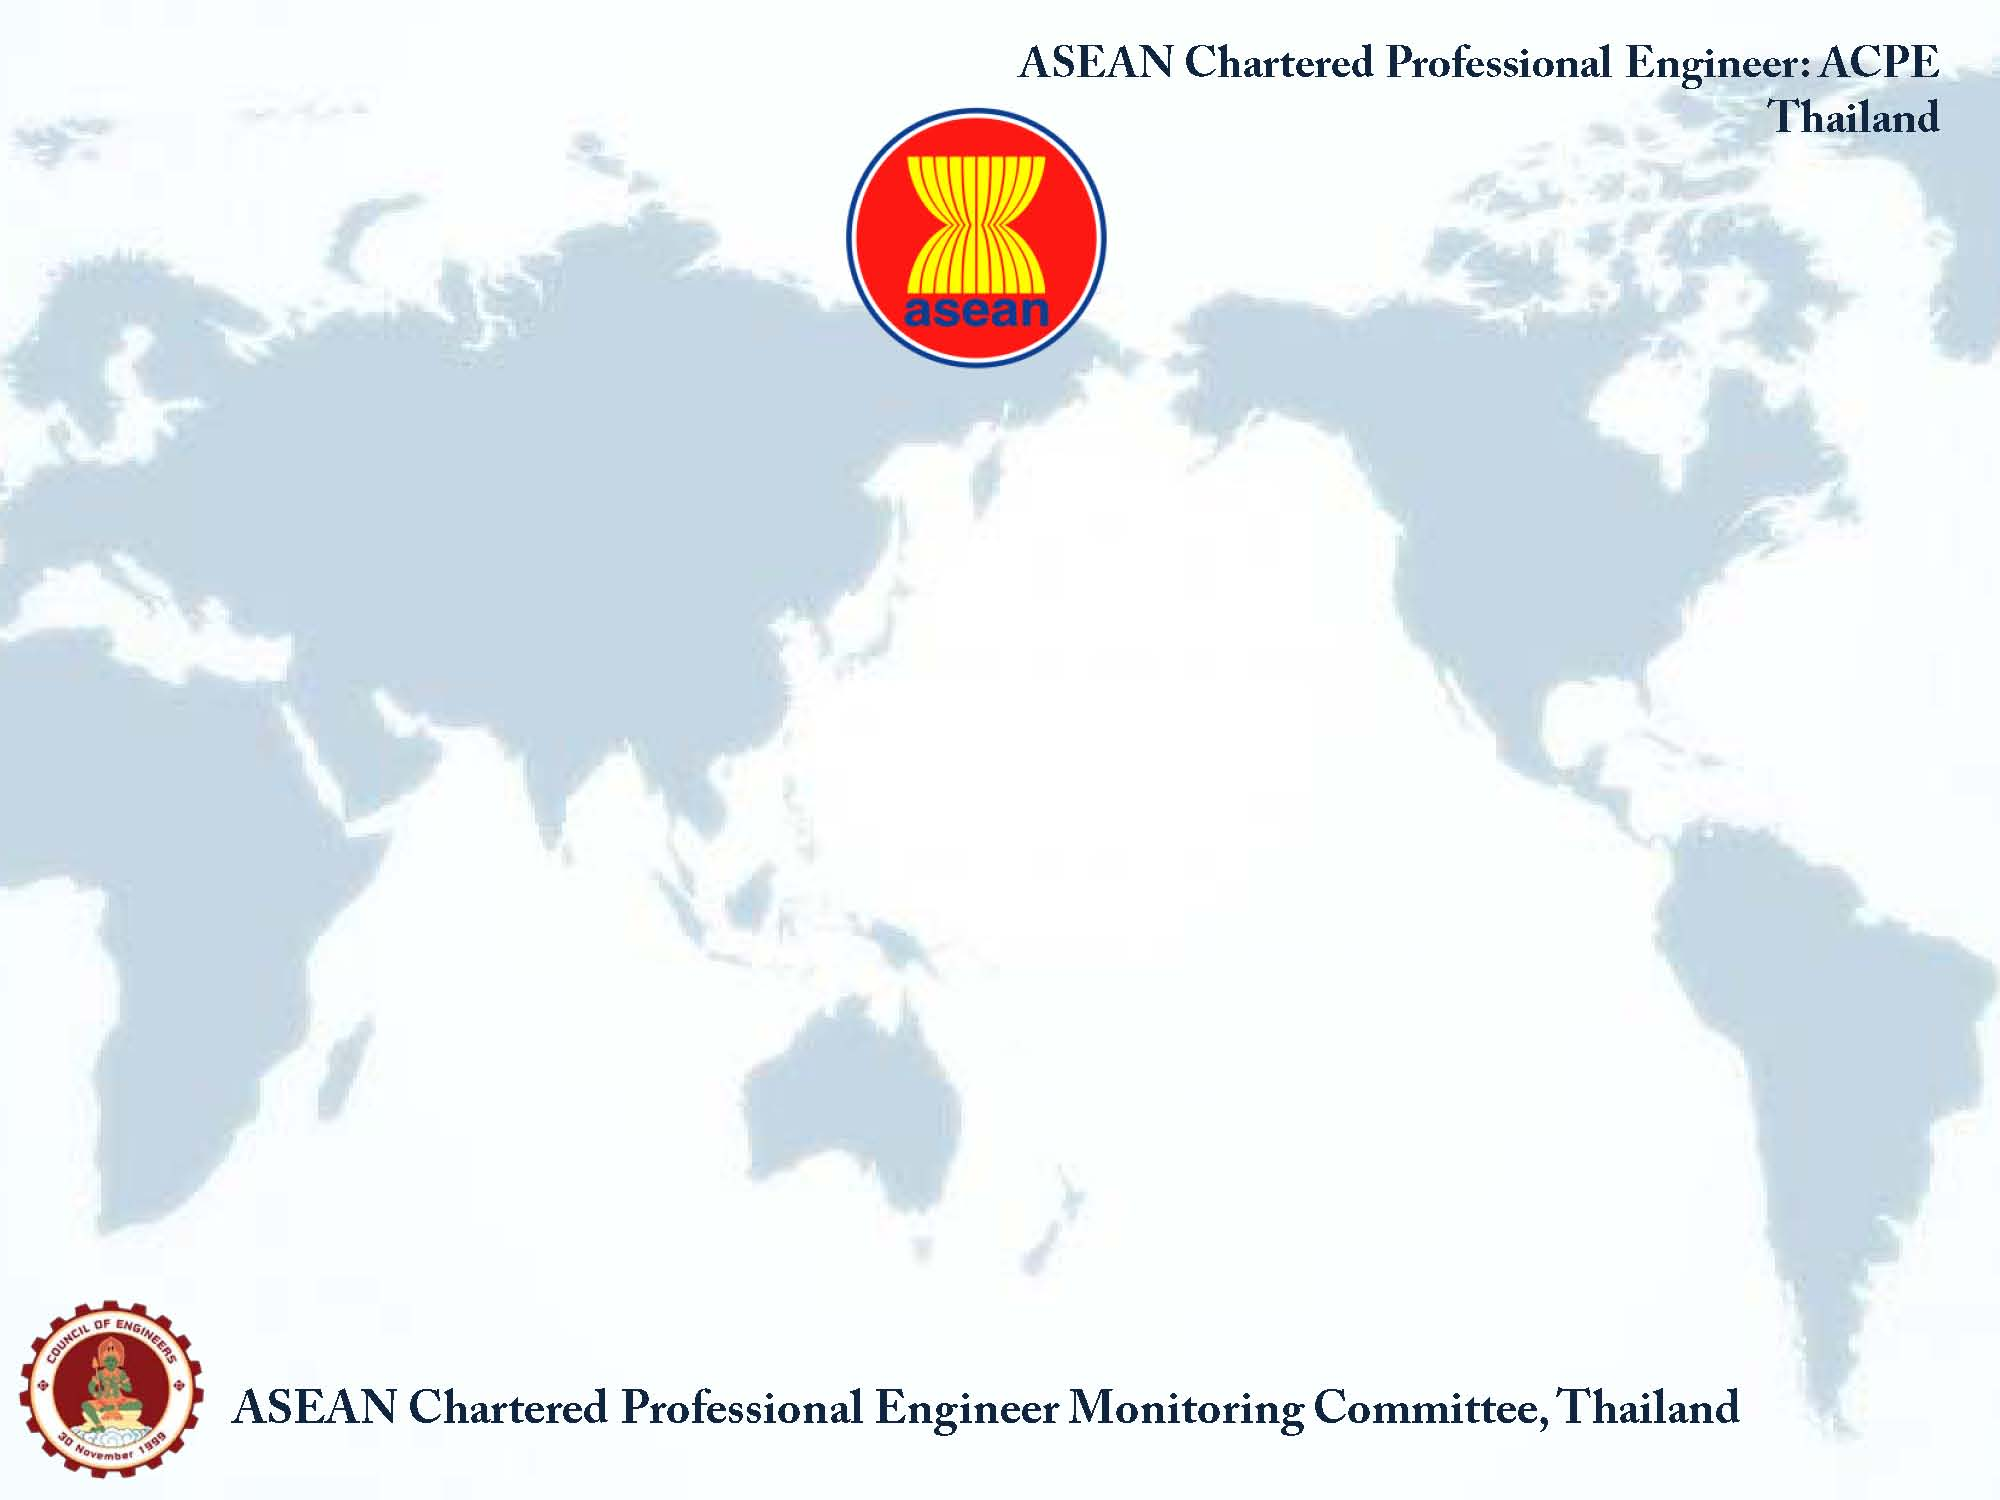 ASEAN Chartered Professional Engineer: ACPE
Thailand
asean
COUNCIL OF ENGINEERS
30 November 1999
ASEAN Chartered Professional Engineer Monitoring Committee, Thailand